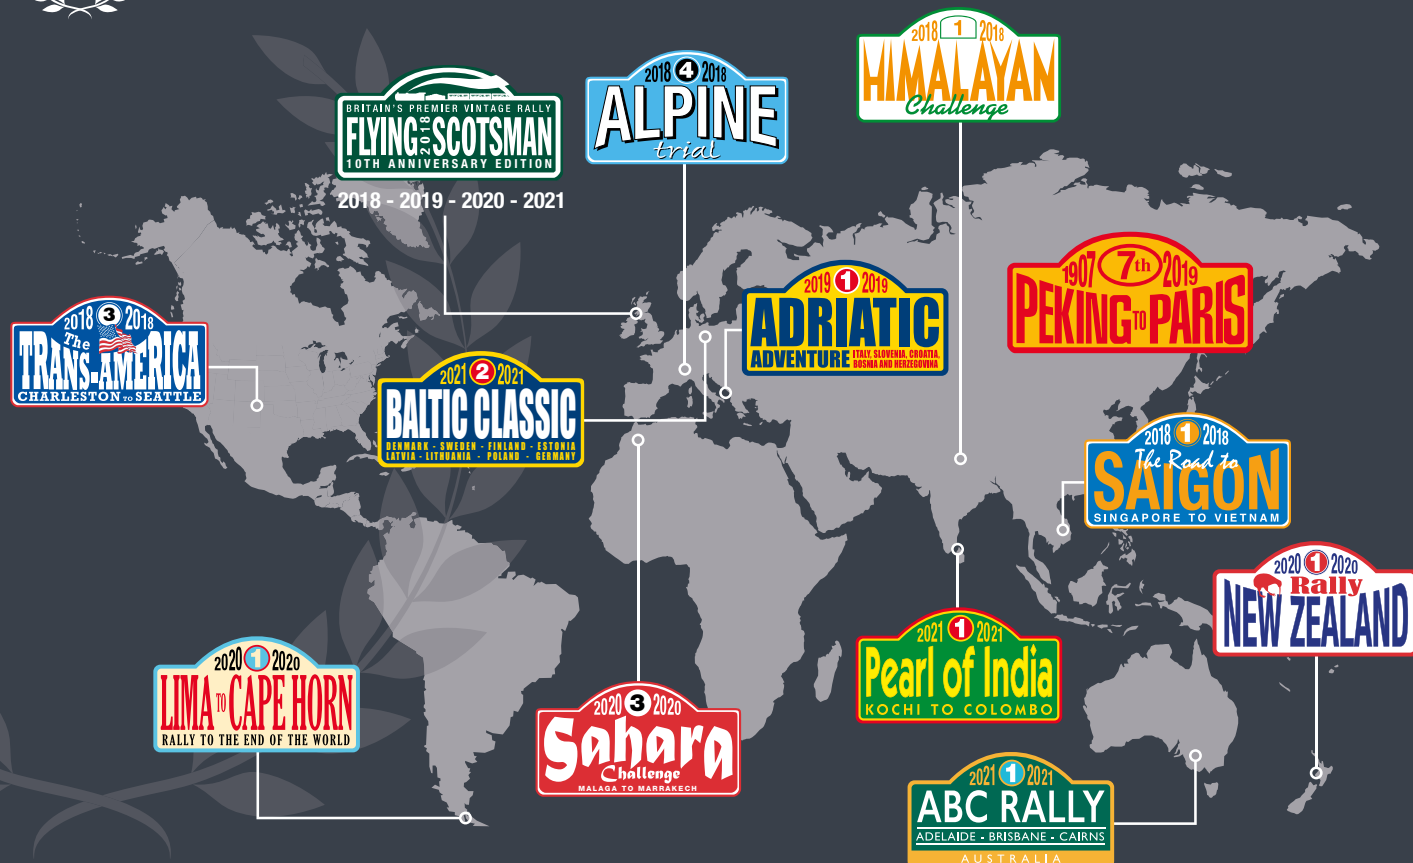 2018 1 2018
HIMALAYAN
Challenge
BRITAIN'S PREMIER VINTAGE RALLY
FLYING 2018 SCOTSMAN
10TH ANNIVERSARY EDITION
2018 - 2019 - 2020 - 2021
2018 4 2018
ALPINE
trial
1907 7th 2019
PEKING TO PARIS
2019 1 2019
ADRIATIC
ADVENTURE ITALY, SLOVENIA, CROATIA,
BOSNIA AND HERZEGOVINA
2018 3 2018
The
TRANS-AMERICA
CHARLESTON TO SEATTLE
2021 2 2021
BALTIC CLASSIC
DENMARK - SWEDEN - FINLAND - ESTONIA
LATVIA - LITHUANIA - POLAND - GERMANY
2018 1 2018
The Road to
SAIGON
SINGAPORE TO VIETNAM
2020 1 2020
Rally
NEW ZEALAND
2021 1 2021
Pearl of India
KOCHI TO COLOMBO
2020 1 2020
LIMA TO CAPE HORN
RALLY TO THE END OF THE WORLD
2020 3 2020
Sahara
Challenge
MALAGA TO MARRAKECH
2021 1 2021
ABC RALLY
ADELAIDE - BRISBANE - CAIRNS
AUSTRALIA